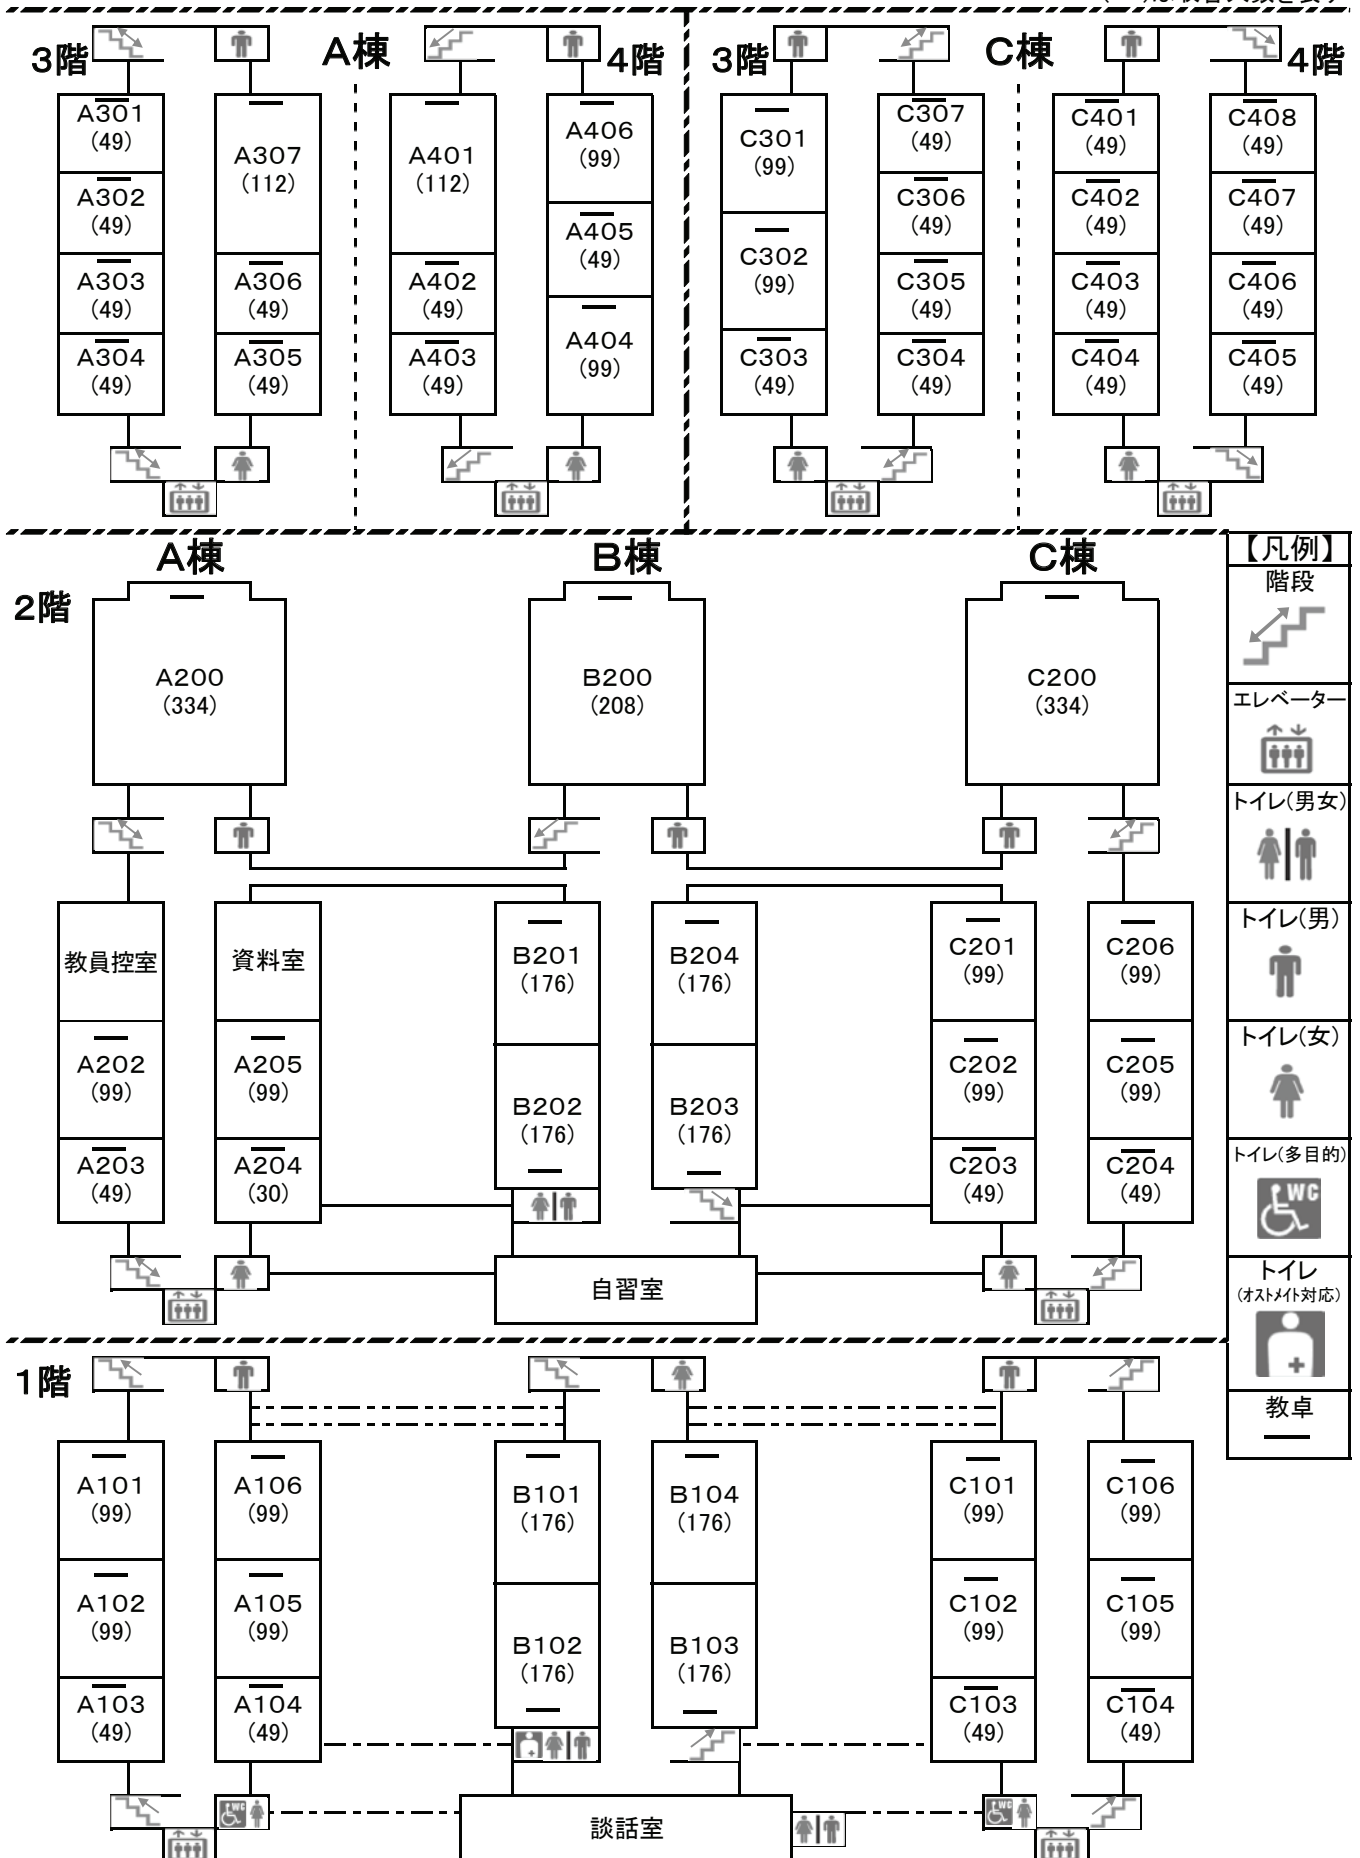 3階
A棟
4階
3階
C棟
4階
A301
(49)
A302
(49)
A303
(49)
A304
(49)
A307
(112)
A306
(49)
A305
(49)
A401
(112)
A402
(49)
A403
(49)
A406
(99)
A405
(49)
A404
(99)
C301
(99)
C302
(99)
C303
(49)
C307
(49)
C306
(49)
C305
(49)
C304
(49)
C401
(49)
C402
(49)
C403
(49)
C404
(49)
C408
(49)
C407
(49)
C406
(49)
C405
(49)
A棟
B棟
C棟
2階
A200
(334)
B200
(208)
C200
(334)
教員控室
A202
(99)
A203
(49)
資料室
A205
(99)
A204
(30)
B201
(176)
B202
(176)
B204
(176)
B203
(176)
C201
(99)
C202
(99)
C203
(49)
C206
(99)
C205
(99)
C204
(49)
自習室
1階
A101
(99)
A102
(99)
A103
(49)
A106
(99)
A105
(99)
A104
(49)
B101
(176)
B102
(176)
B104
(176)
B103
(176)
C101
(99)
C102
(99)
C103
(49)
C106
(99)
C105
(99)
C104
(49)
WC
談話室
WC
【凡例】
階段
エレベーター
トイレ(男女)
トイレ(男)
トイレ(女)
トイレ(多目的)
WC
トイレ
(オストメイト対応)
教卓